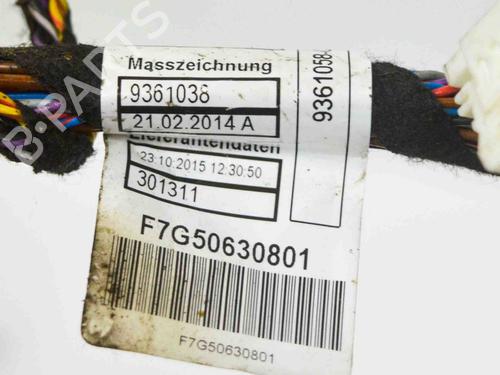 Masszeichnung
9361038
21.02.2014 A
Lieferantendaten
23.10.2015 12:30:50
301311
F7G50630801
F7G50630801
9361058-
B-PARTS